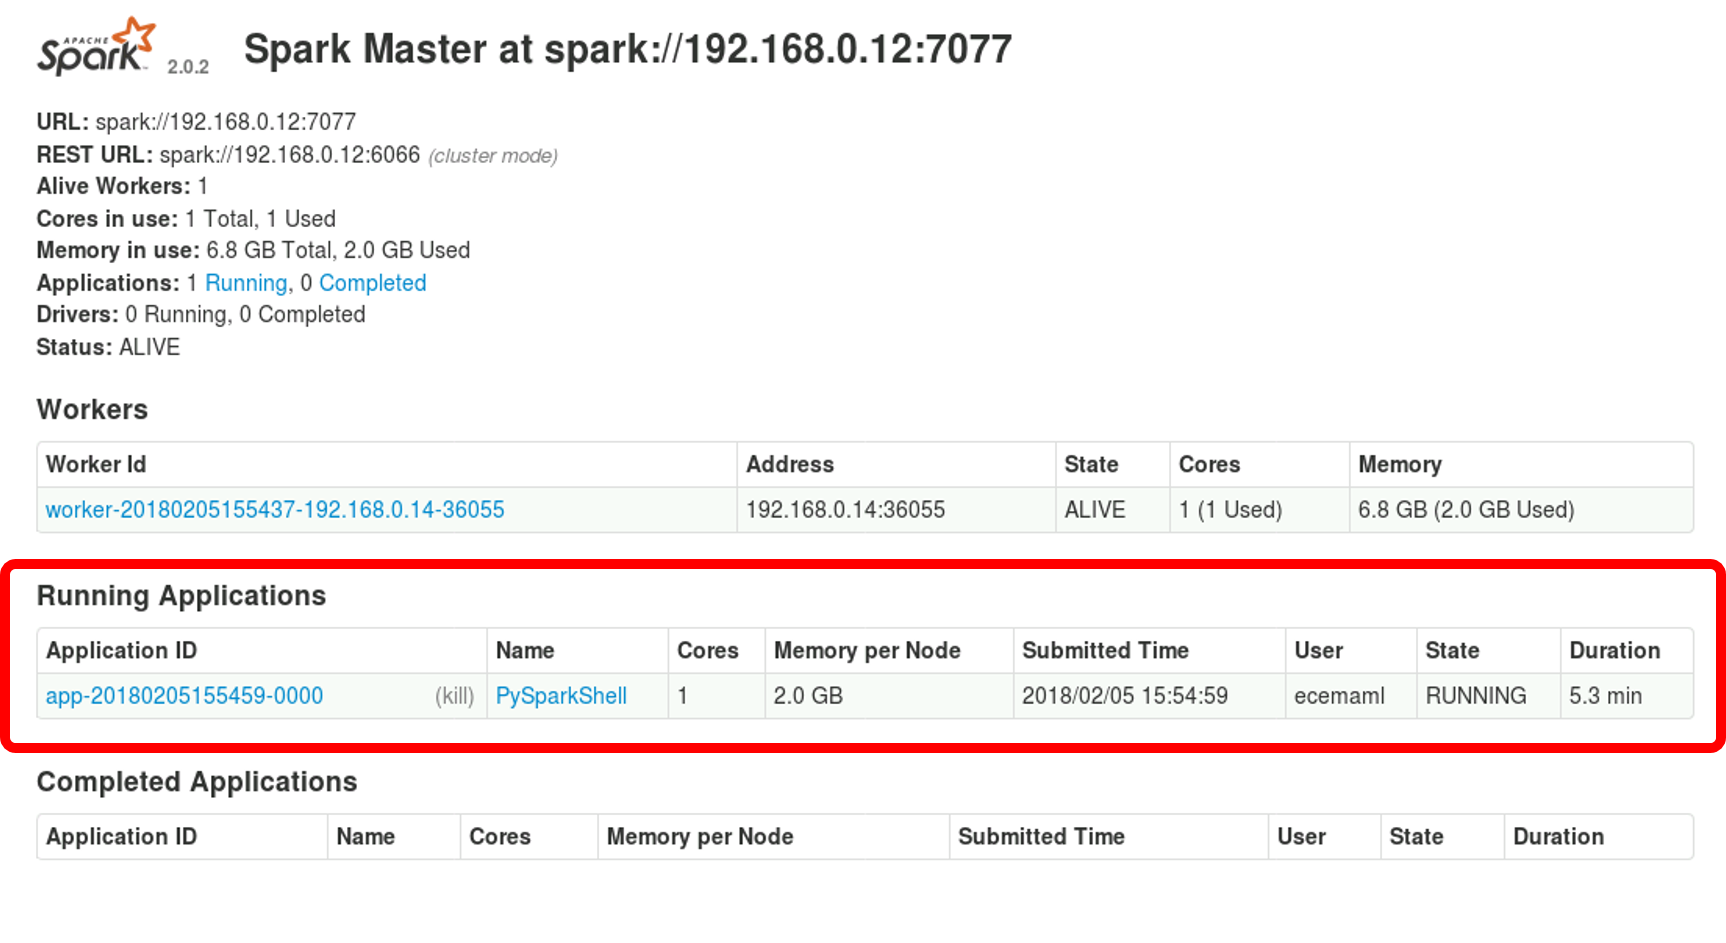 APACHE
Spark 2.0.2 Spark Master at spark://192.168.0.12:7077
URL: spark://192.168.0.12:7077
REST URL: spark://192.168.0.12:6066 (cluster mode)
Alive Workers: 1
Cores in use: 1 Total, 1 Used
Memory in use: 6.8 GB Total, 2.0 GB Used
Applications: 1 Running, 0 Completed
Drivers: 0 Running, 0 Completed
Status: ALIVE
Workers
Worker Id Address State Cores Memory
worker-20180205155437-192.168.0.14-36055 192.168.0.14:36055 ALIVE 1 (1 Used) 6.8 GB (2.0 GB Used)
Running Applications
Application ID Name Cores Memory per Node Submitted Time User State Duration
app-20180205155459-0000 (kill) PySparkShell 1 2.0 GB 2018/02/05 15:54:59 ecemaml RUNNING 5.3 min
Completed Applications
Application ID Name Cores Memory per Node Submitted Time User State Duration